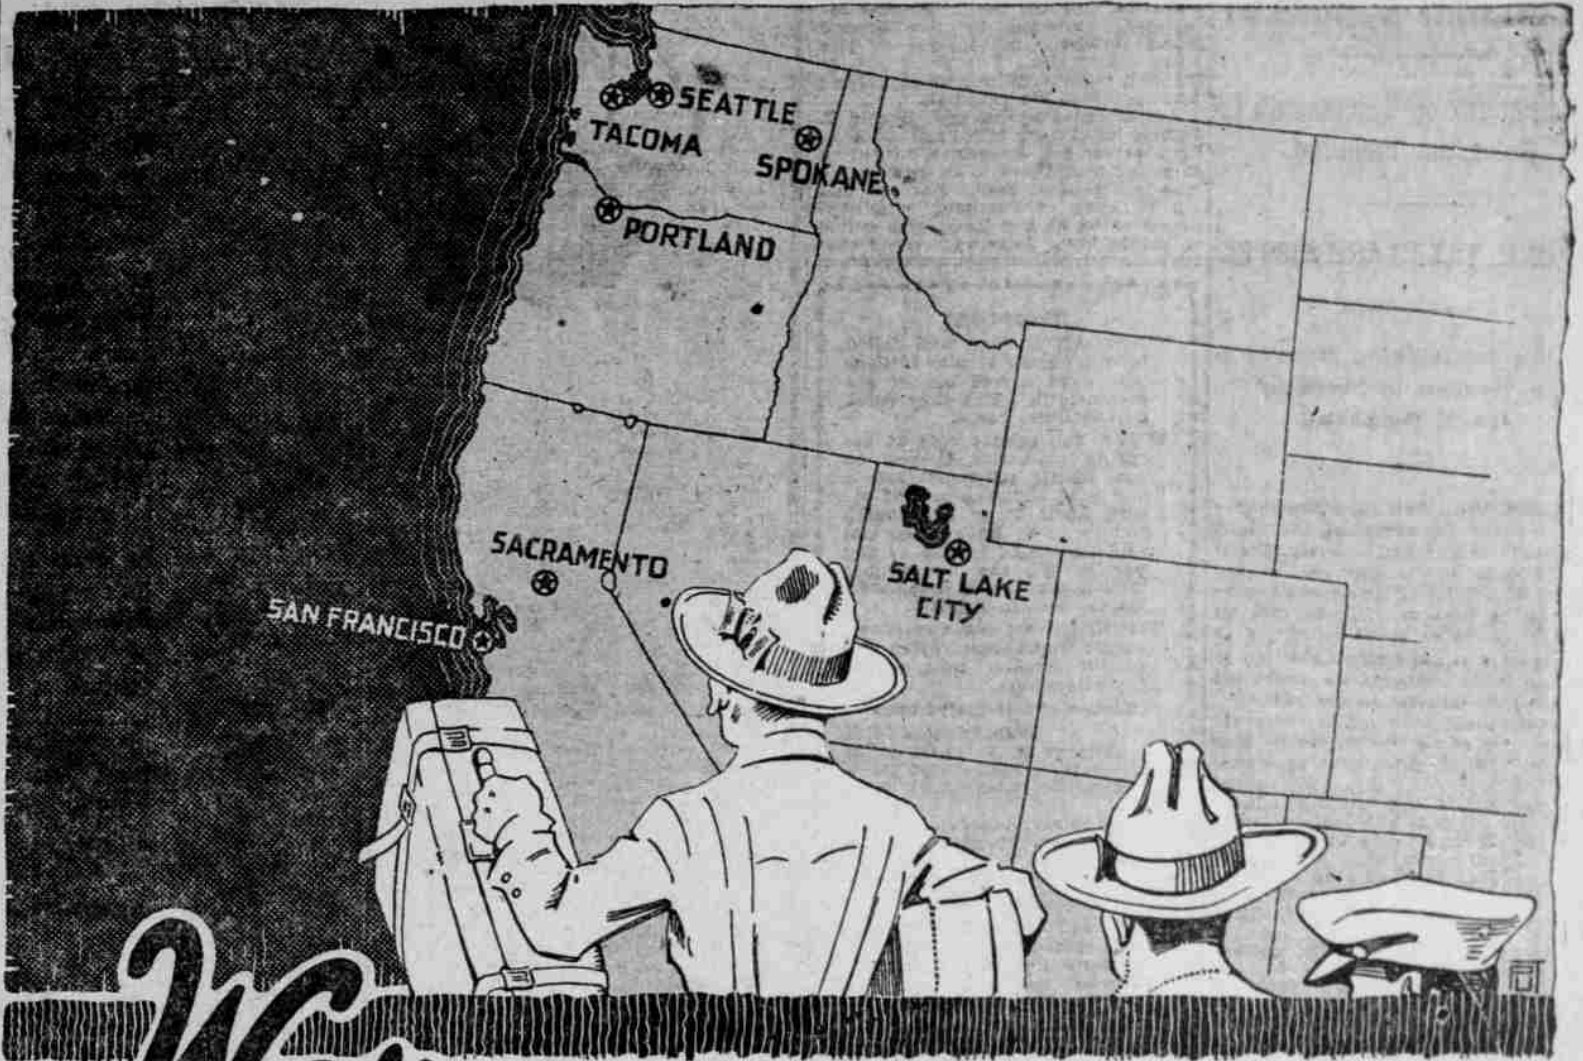 SEATTLE
TACOMA
SPOKANE
PORTLAND
SACRAMENTO
SAN FRANCISCO
SALT LAKE
CITY